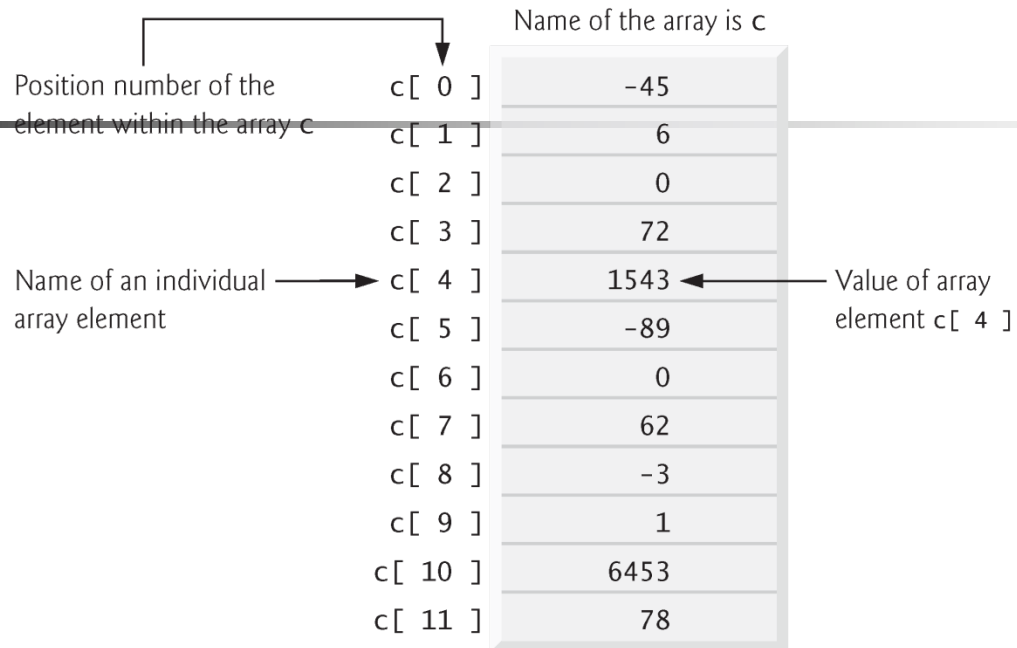 Name of the array is c
Position number of the
element within the array c
c[ 0 ] -45
c[ 1 ] 6
c[ 2 ] 0
c[ 3 ] 72
Name of an individual
array element
c[ 4 ] 1543
Value of array
element c[ 4 ]
c[ 5 ] -89
c[ 6 ] 0
c[ 7 ] 62
c[ 8 ] -3
c[ 9 ] 1
c[ 10 ] 6453
c[ 11 ] 78